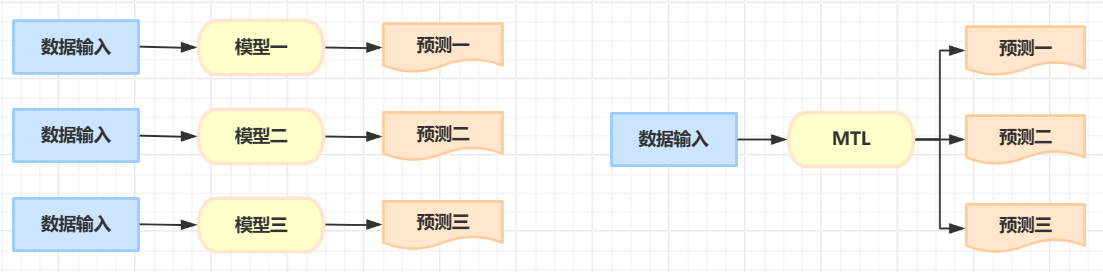 数据输入
模型一
预测一
数据输入
模型二
预测二
数据输入
模型三
预测三
数据输入
MTL
预测一
预测二
预测三